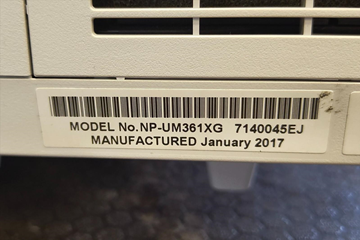 MODEL No.NP-UM361XG 7140045EJ
MANUFACTURED January 2017